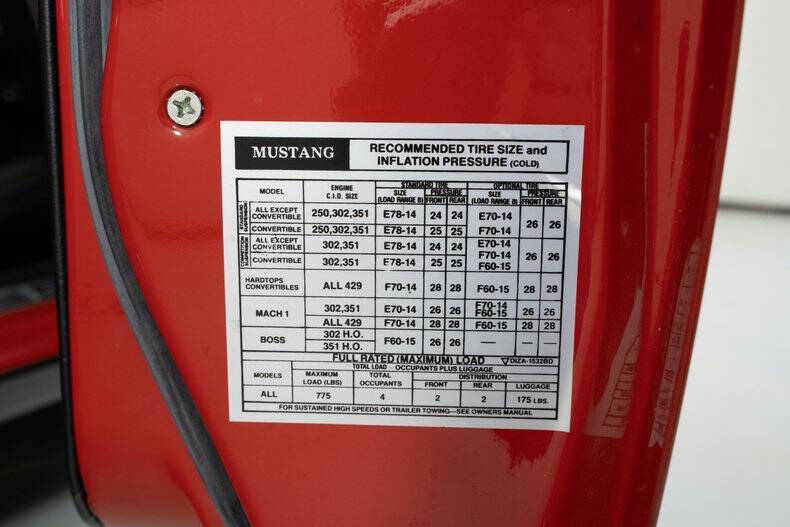 MUSTANG RECOMMENDED TIRE SIZE and
INFLATION PRESSURE (COLD)
MODEL ENGINE C.I.D. SIZE STANDARD TIRE OPTIONAL TIRE
SIZE (LOAD RANGE B) PRESSURE FRONT REAR SIZE (LOAD RANGE B) PRESSURE FRONT REAR
STANDARD SUSPENSION
ALL EXCEPT CONVERTIBLE 250,302,351 E78-14 24 24 E70-14 26 26
CONVERTIBLE 250,302,351 E78-14 25 25 F70-14
COMPETITION SUSPENSION
ALL EXCEPT CONVERTIBLE 302,351 E78-14 24 24 E70-14
F70-14 26 26
CONVERTIBLE 302,351 E78-14 25 25 F60-15
HARDTOPS CONVERTIBLES ALL 429 F70-14 28 28 F60-15 28 28
MACH 1 302,351 E70-14 26 26 F70-14 F60-15 26 26
ALL 429 F70-14 28 28 F60-15 28 28
BOSS 302 H.O.
351 H.O. F60-15 26 26 — — —
FULL RATED (MAXIMUM) LOAD ▽DIZA-1532BD
TOTAL LOAD OCCUPANTS PLUS LUGGAGE
MODELS MAXIMUM LOAD (LBS) TOTAL OCCUPANTS DISTRIBUTION
FRONT REAR LUGGAGE
ALL 775 4 2 2 175 LBS.
FOR SUSTAINED HIGH SPEEDS OR TRAILER TOWING—SEE OWNERS MANUAL